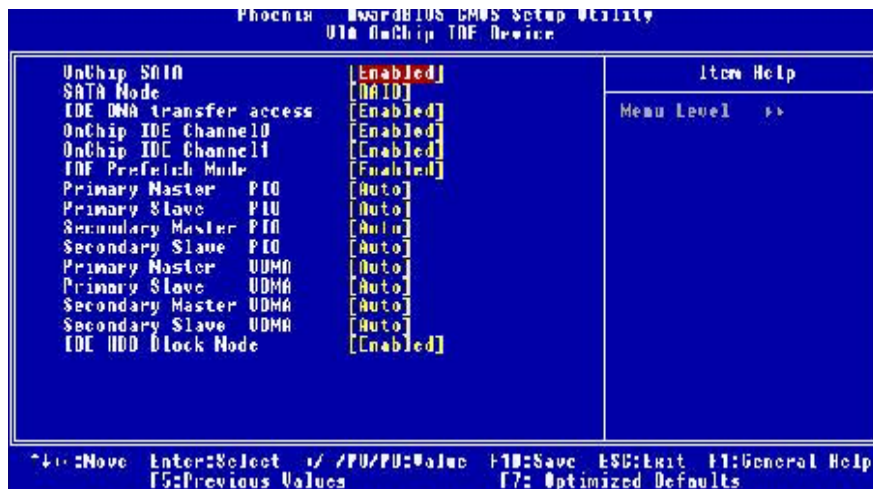 Phoenix - AwardBIOS CMOS Setup Utility
VIA OnChip IDE Device
OnChip SATA [Enabled]
SATA Mode [RAID]
IDE DMA transfer access [Enabled]
OnChip IDE Channel0 [Enabled]
OnChip IDE Channel1 [Enabled]
IDE Prefetch Mode [Enabled]
Primary Master PIO [Auto]
Primary Slave PIO [Auto]
Secondary Master PIO [Auto]
Secondary Slave PIO [Auto]
Primary Master UDMA [Auto]
Primary Slave UDMA [Auto]
Secondary Master UDMA [Auto]
Secondary Slave UDMA [Auto]
IDE HDD Block Mode [Enabled]
Item Help
Menu Level ▸▸
↑↓→←:Move Enter:Select +/-/PU/PD:Value F10:Save ESC:Exit F1:General Help
F5:Previous Values F7: Optimized Defaults